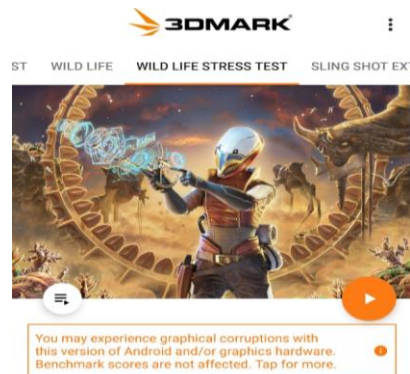 3DMARK
ST WILD LIFE WILD LIFE STRESS TEST SLING SHOT EXT
You may experience graphical corruptions with
this version of Android and/or graphics hardware.
Benchmark scores are not affected. Tap for more.